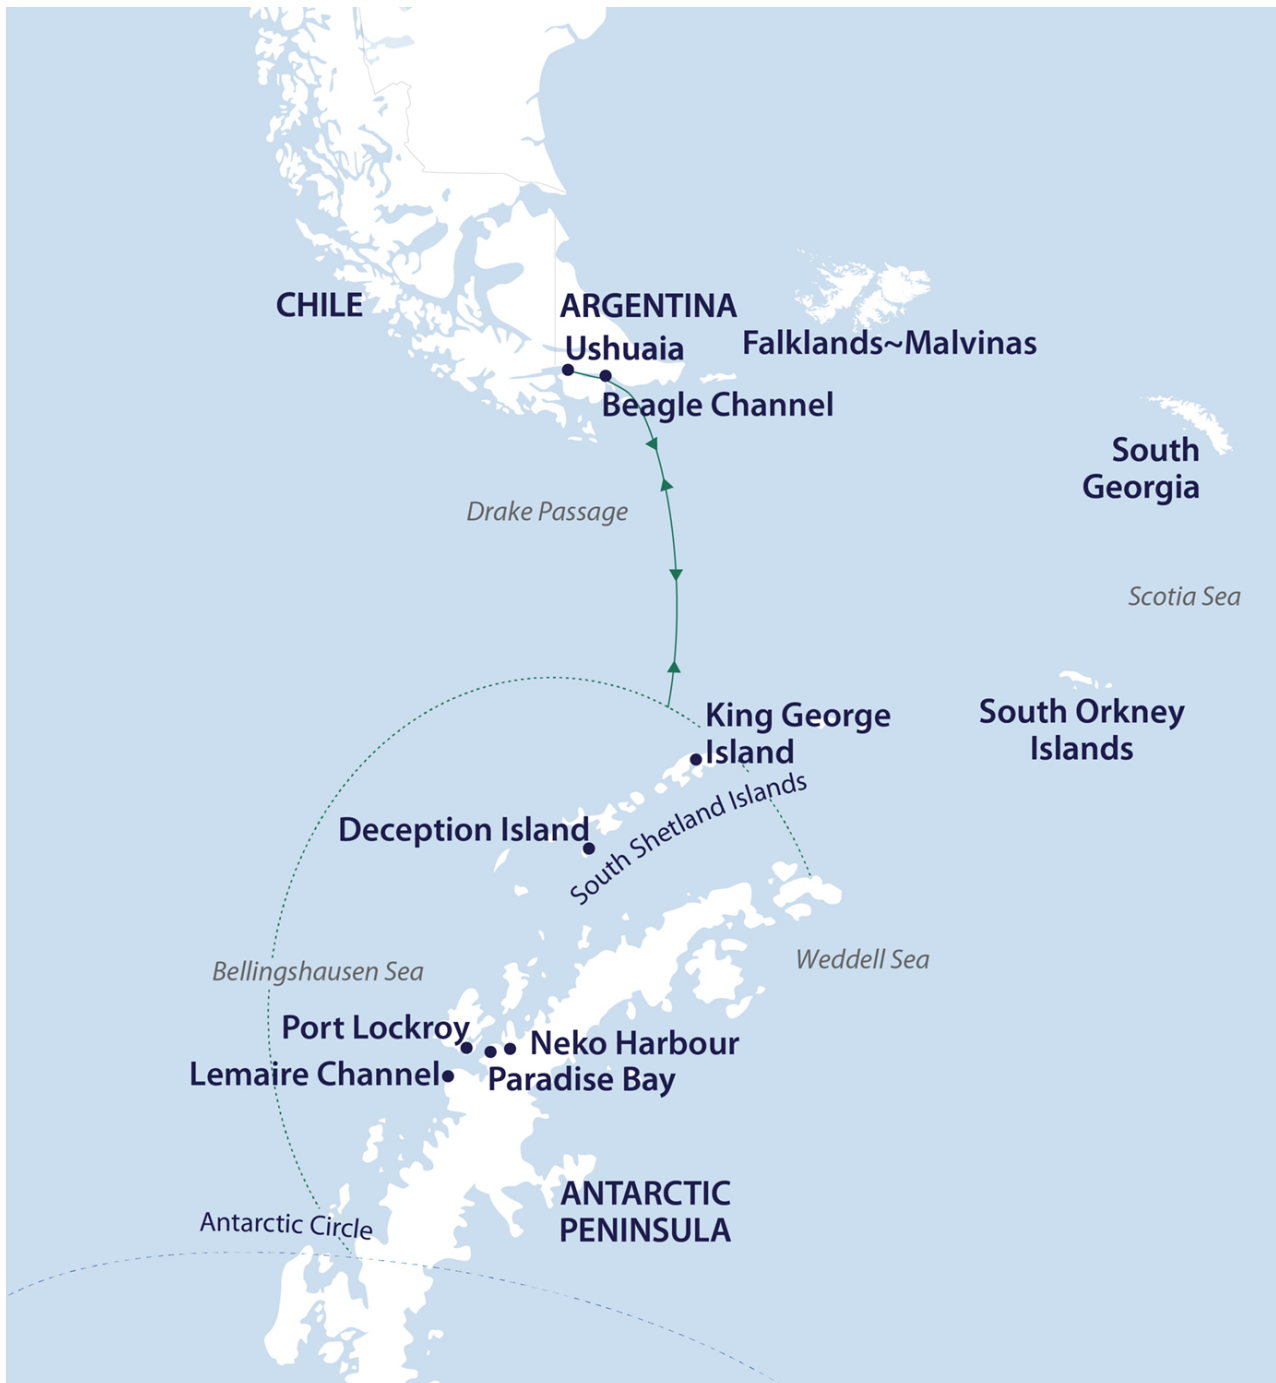 CHILE
ARGENTINA
Ushuaia
Falklands~Malvinas
Beagle Channel
South
Georgia
Drake Passage
Scotia Sea
King George
Island
South Orkney
Islands
South Shetland Islands
Deception Island
Weddell Sea
Bellingshausen Sea
Port Lockroy
Neko Harbour
Lemaire Channel
Paradise Bay
ANTARCTIC
PENINSULA
Antarctic Circle